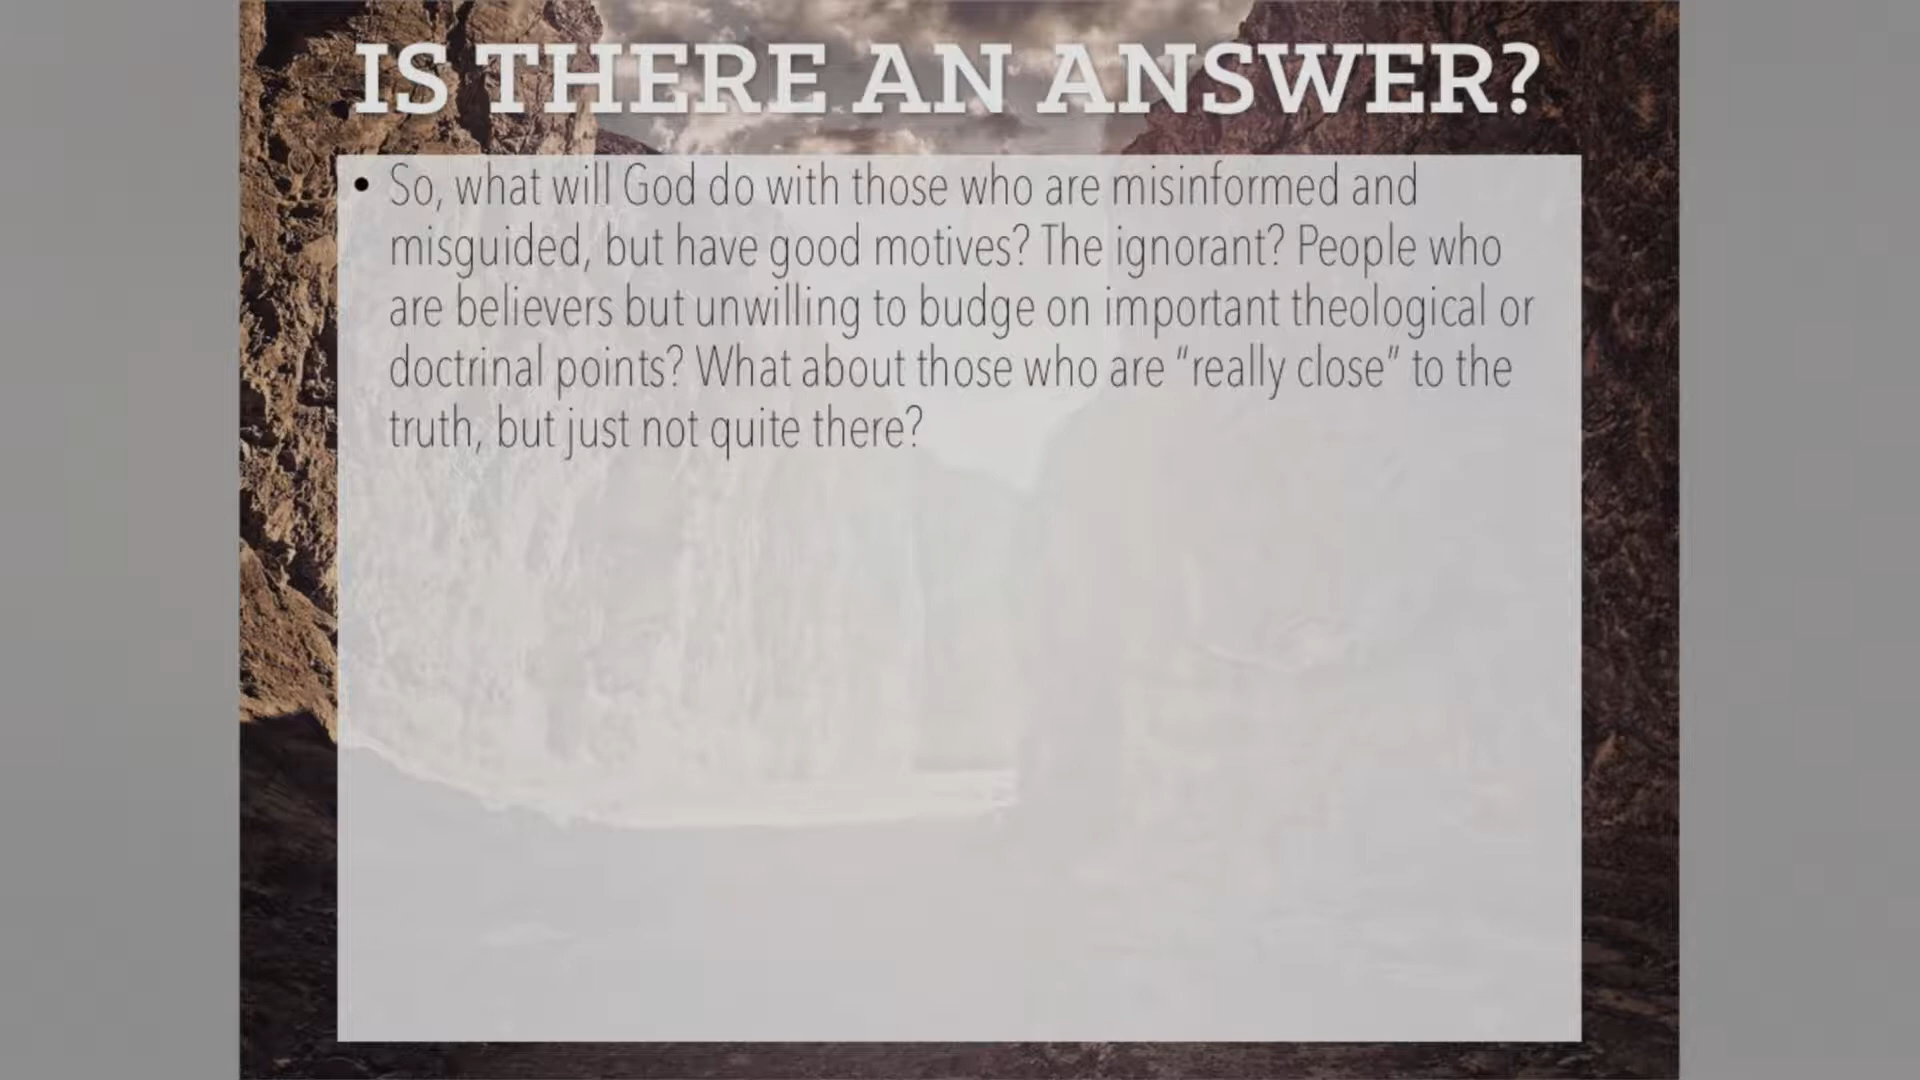 IS THERE AN ANSWER?
• So, what will God do with those who are misinformed and
misguided, but have good motives? The ignorant? People who
are believers but unwilling to budge on important theological or
doctrinal points? What about those who are "really close" to the
truth, but just not quite there?